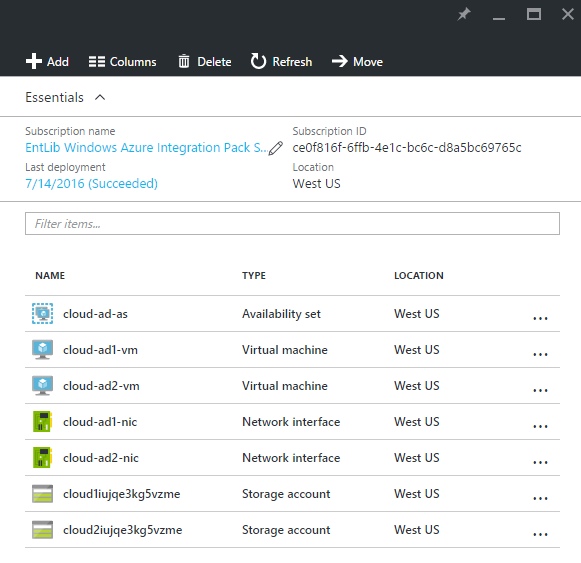 Add Columns Delete Refresh Move
Essentials
Subscription name Subscription ID
EntLib Windows Azure Integration Pack S... ce0f816f-6ffb-4e1c-bc6c-d8a5bc69765c
Last deployment Location
7/14/2016 (Succeeded) West US
Filter items...
NAME TYPE LOCATION
cloud-ad-as Availability set West US ...
cloud-ad1-vm Virtual machine West US ...
cloud-ad2-vm Virtual machine West US ...
cloud-ad1-nic Network interface West US ...
cloud-ad2-nic Network interface West US ...
cloud1iujqe3kg5vzme Storage account West US ...
cloud2iujqe3kg5vzme Storage account West US ...